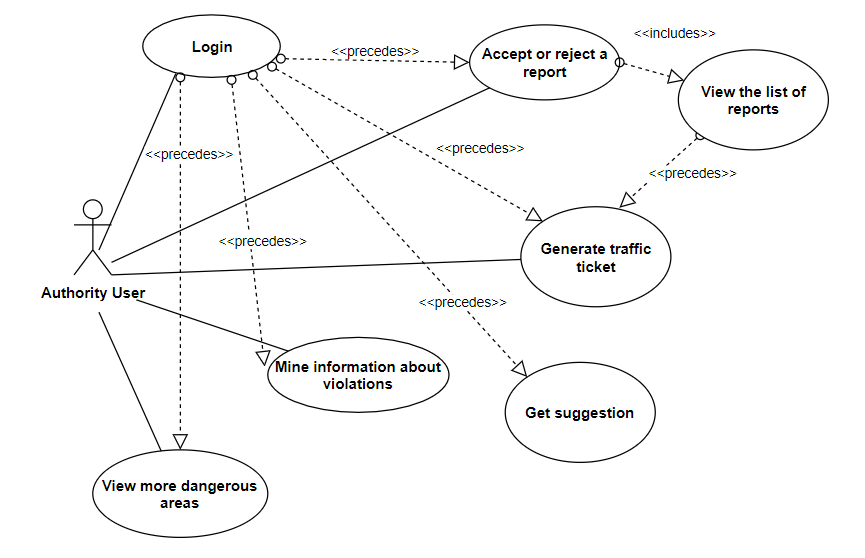 Login
<<precedes>>
Accept or reject a
report
<<includes>>
View the list of
reports
<<precedes>>
<<precedes>>
<<precedes>>
<<precedes>>
Generate traffic
ticket
Authority User
<<precedes>>
Mine information about
violations
Get suggestion
View more dangerous
areas